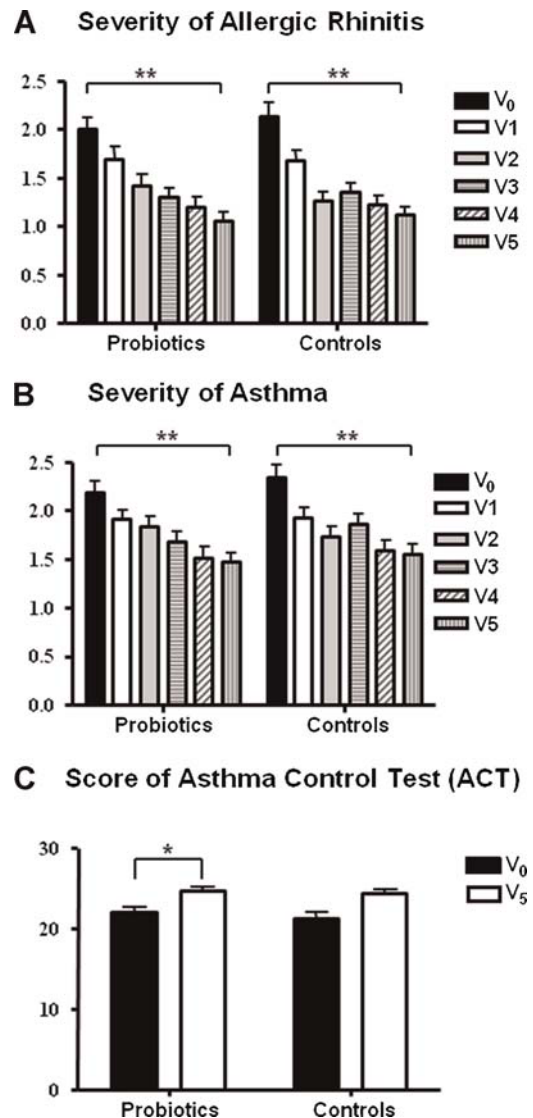 A Severity of Allergic Rhinitis
** **
2.5
2.0
1.5
1.0
0.5
0.0
Probiotics Controls
V0
V1
V2
V3
V4
V5
B Severity of Asthma
** **
2.5
2.0
1.5
1.0
0.5
0.0
Probiotics Controls
V0
V1
V2
V3
V4
V5
C Score of Asthma Control Test (ACT)
*
30
20
10
0
Probiotics Controls
V0
V5